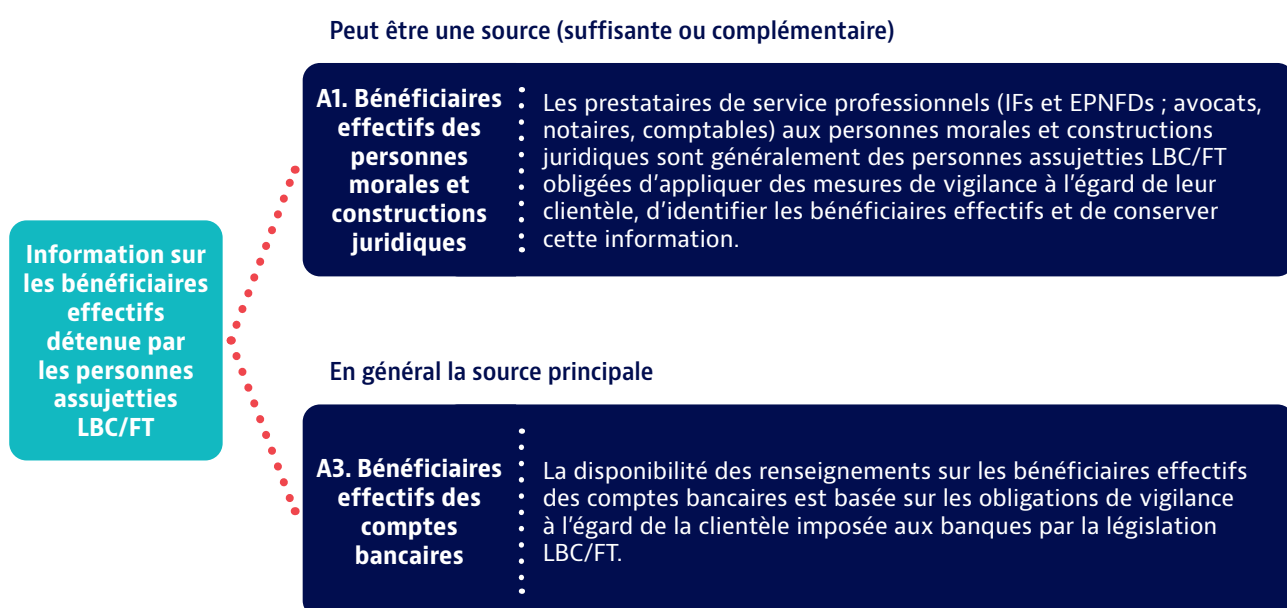 Peut être une source (suffisante ou complémentaire)
A1. Bénéficiaires
effectifs des
personnes
morales et
constructions
juridiques
Les prestataires de service professionnels (IFs et EPNFDs ; avocats,
notaires, comptables) aux personnes morales et constructions
juridiques sont généralement des personnes assujetties LBC/FT
obligées d’appliquer des mesures de vigilance à l’égard de leur
clientèle, d’identifier les bénéficiaires effectifs et de conserver
cette information.
Information sur
les bénéficiaires
effectifs
détenue par
les personnes
assujetties
LBC/FT
En général la source principale
A3. Bénéficiaires
effectifs des
comptes
bancaires
La disponibilité des renseignements sur les bénéficiaires effectifs
des comptes bancaires est basée sur les obligations de vigilance
à l’égard de la clientèle imposée aux banques par la législation
LBC/FT.